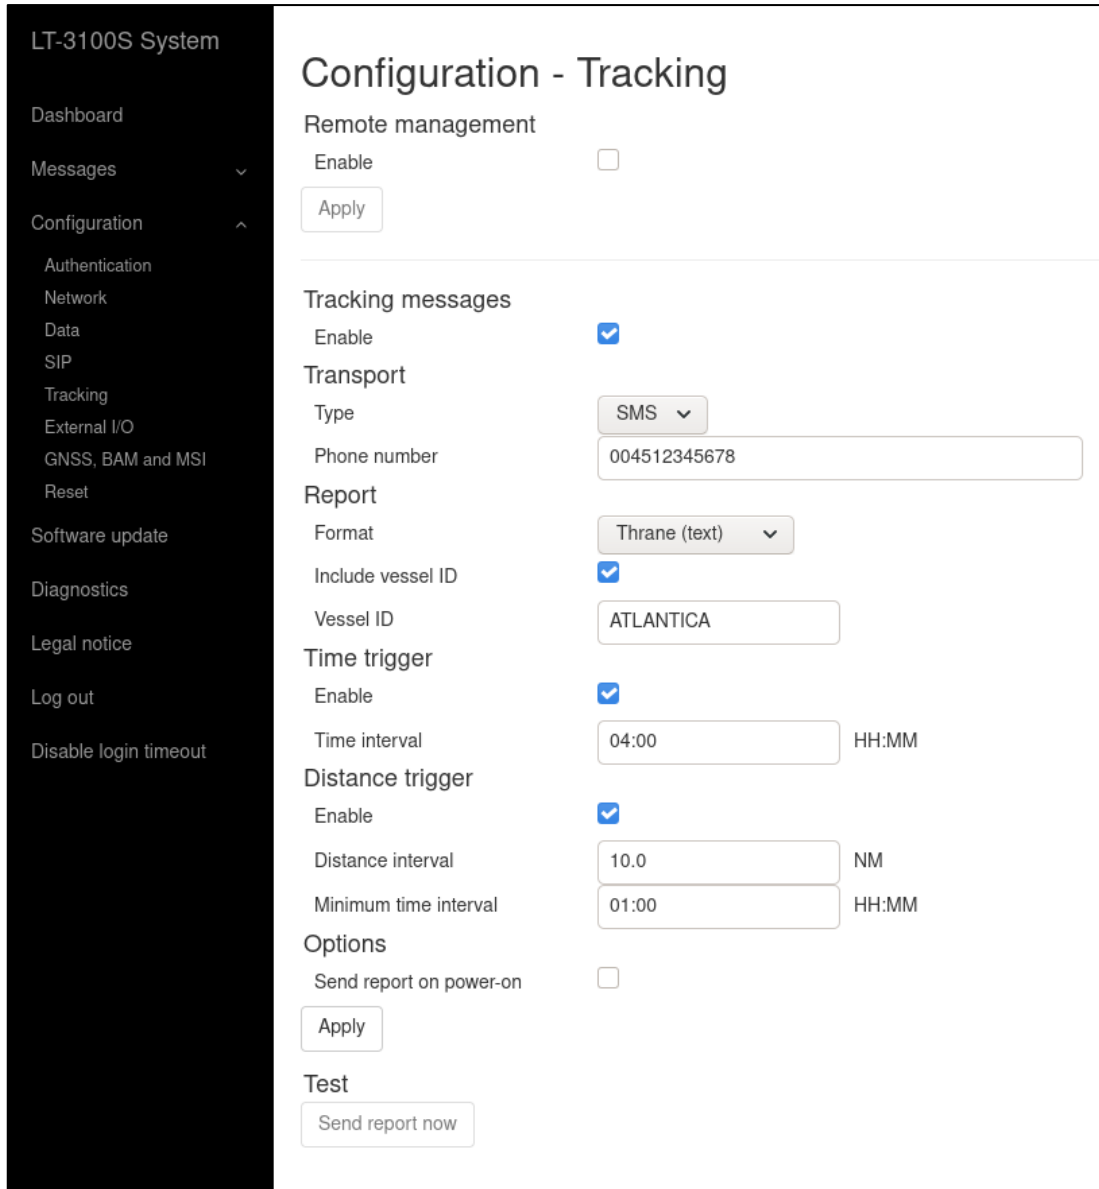 LT-3100S System
Dashboard
Messages
Configuration
Authentication
Network
Data
SIP
Tracking
External I/O
GNSS, BAM and MSI
Reset
Software update
Diagnostics
Legal notice
Log out
Disable login timeout
Configuration - Tracking
Remote management
Enable
Apply
Tracking messages
Enable
Transport
Type SMS
Phone number 004512345678
Report
Format Thrane (text)
Include vessel ID
Vessel ID ATLANTICA
Time trigger
Enable
Time interval 04:00 HH:MM
Distance trigger
Enable
Distance interval 10.0 NM
Minimum time interval 01:00 HH:MM
Options
Send report on power-on
Apply
Test
Send report now